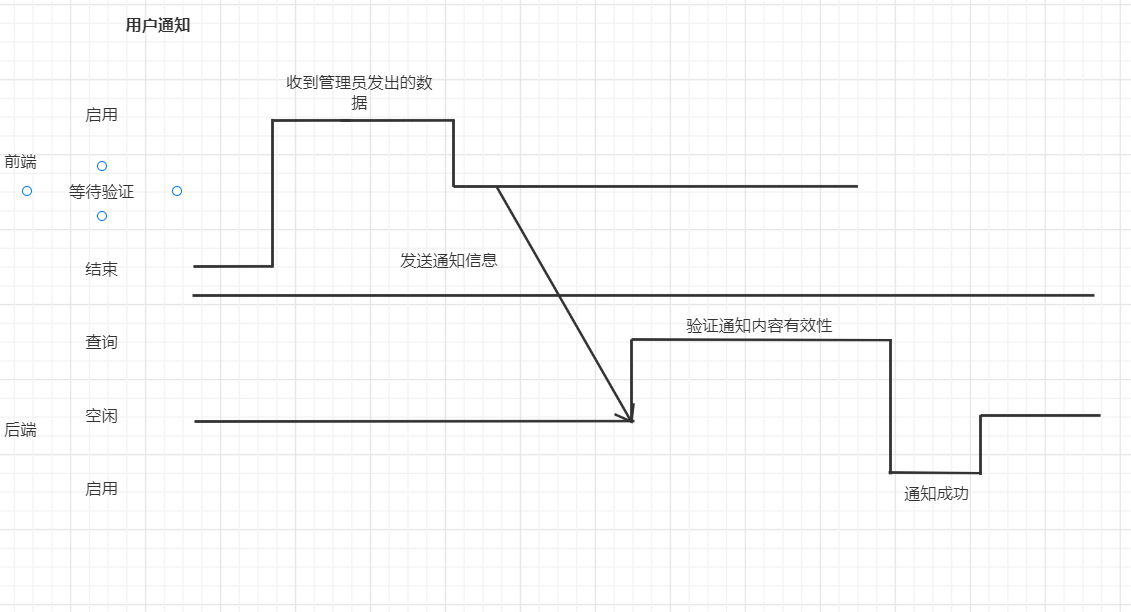 用户通知
收到管理员发出的数
据
启用
前端
等待验证
发送通知信息
结束
验证通知内容有效性
查询
空闲
后端
启用
通知成功